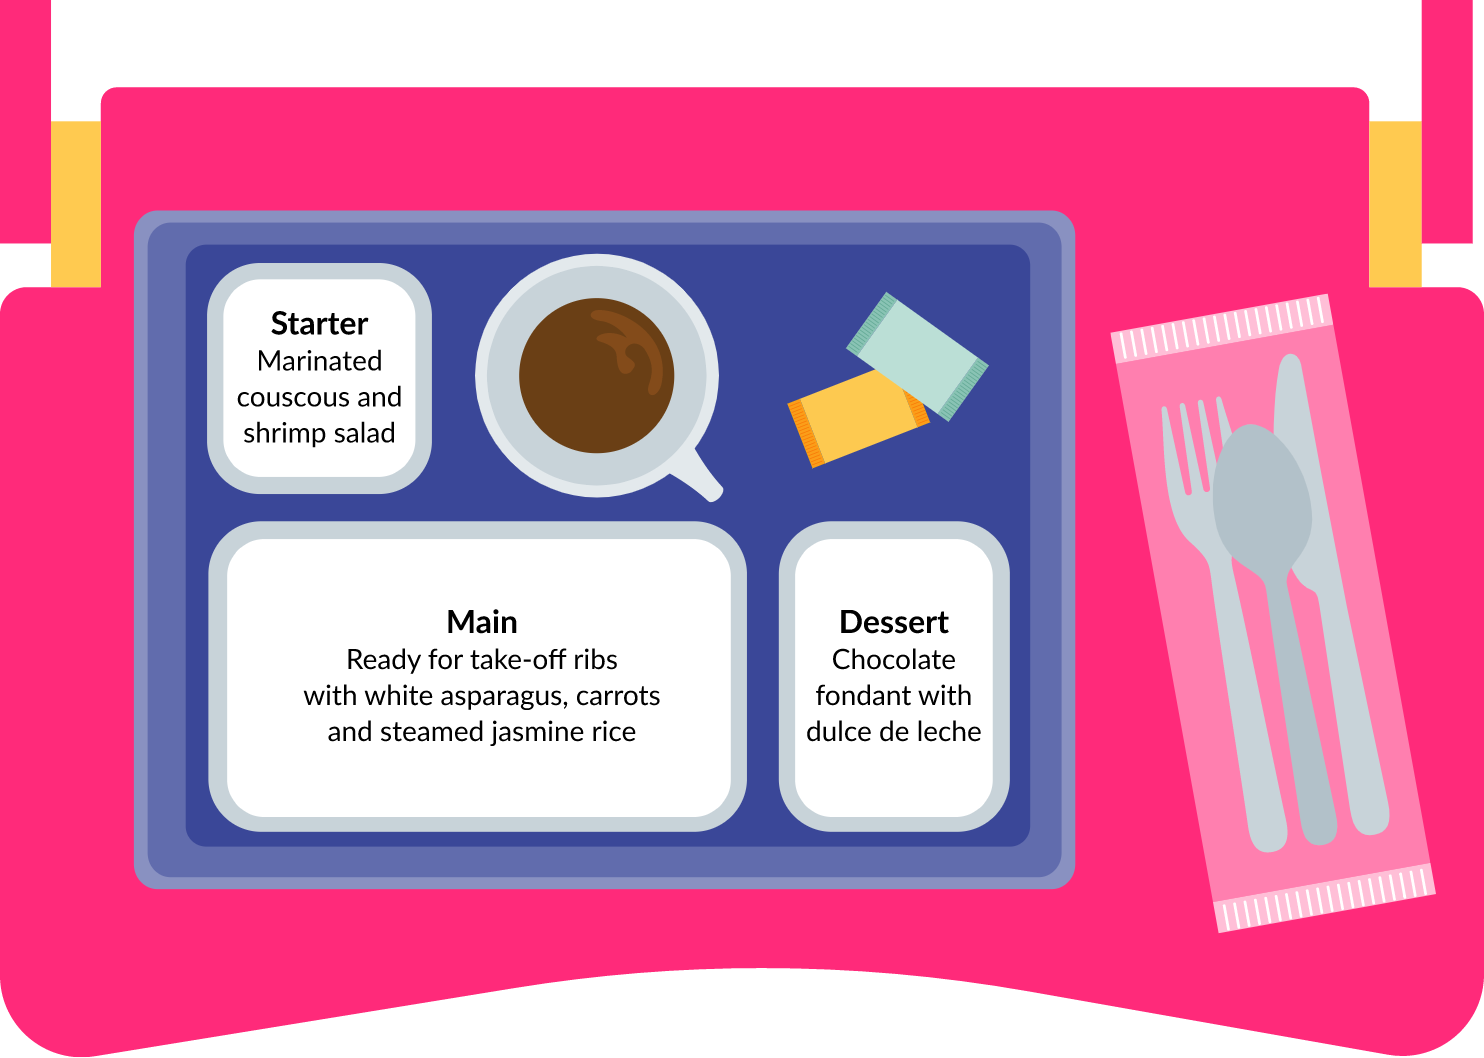 Starter
Marinated
couscous and
shrimp salad
Main
Ready for take-off ribs
with white asparagus, carrots
and steamed jasmine rice
Dessert
Chocolate
fondant with
dulce de leche